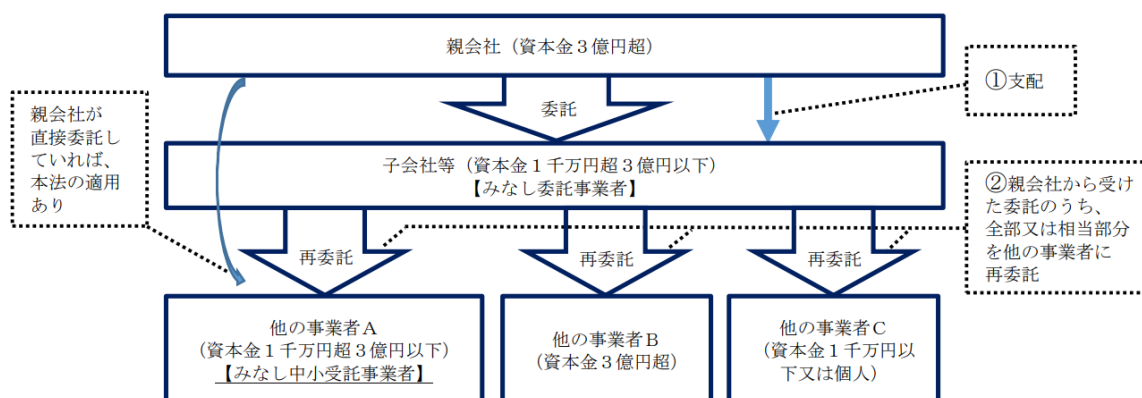 親会社（資本金３億円超）
①支配
委託
親会社が
直接委託し
ていれば、
本法の適用
あり
子会社等（資本金１千万円超３億円以下）
【みなし委託事業者】
②親会社から受け
た委託のうち、
全部又は相当部分
を他の事業者に
再委託
再委託
再委託
再委託
他の事業者Ａ
（資本金１千万円超３億円以下）
【みなし中小受託事業者】
他の事業者Ｂ
（資本金３億円超）
他の事業者Ｃ
（資本金１千万円以
下又は個人）